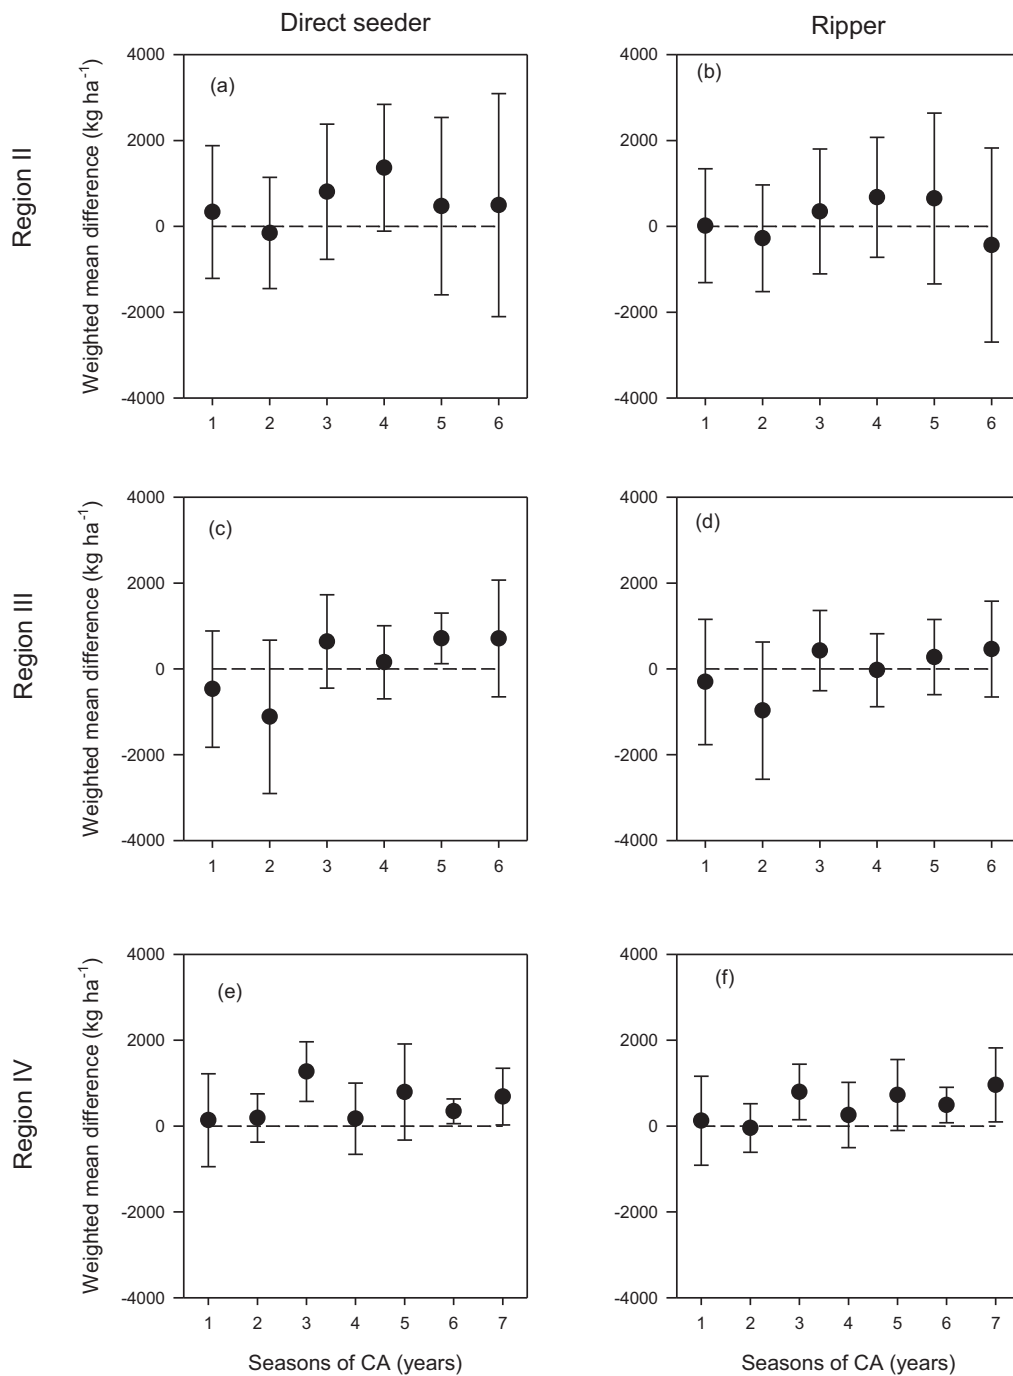 Direct seeder
Ripper
Region II
Weighted mean difference (kg ha⁻¹)
4000
2000
0
-2000
-4000
(a)
1 2 3 4 5 6
4000
2000
0
-2000
-4000
(b)
1 2 3 4 5 6
Region III
Weighted mean difference (kg ha⁻¹)
4000
2000
0
-2000
-4000
(c)
1 2 3 4 5 6
4000
2000
0
-2000
-4000
(d)
1 2 3 4 5 6
Region IV
Weighted mean difference (kg ha⁻¹)
4000
2000
0
-2000
-4000
(e)
1 2 3 4 5 6 7
Seasons of CA (years)
4000
2000
0
-2000
-4000
(f)
1 2 3 4 5 6 7
Seasons of CA (years)